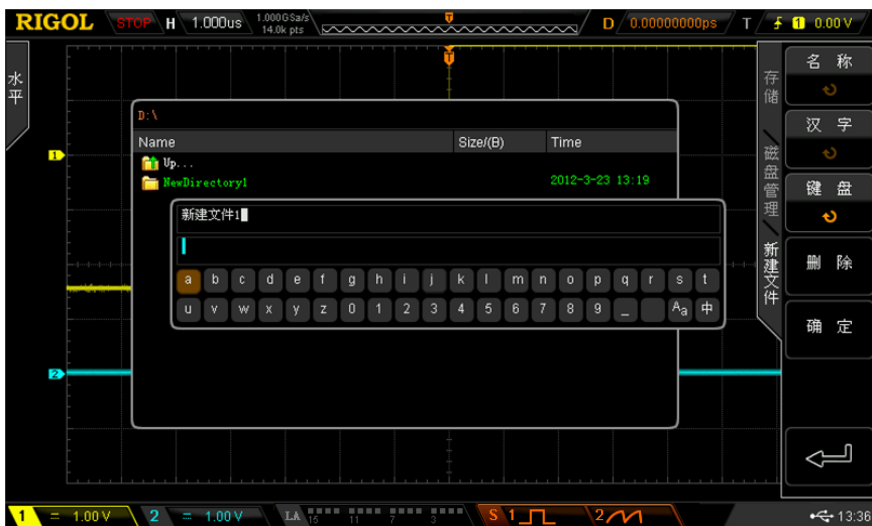 RIGOL STOP H 1.000us 1.000GSa/s 14.0k pts D 0.00000000ps T 1 0.00 V
T
水平
D:\
Name Size/(B) Time
Up...
NewDirectory1 2012-3-23 13:19
新建文件1
a b c d e f g h i j k l m n o p q r s t
u v w x y z 0 1 2 3 4 5 6 7 8 9 _ Aa 中
1
2
存储
磁盘管理
新建文件
名 称
汉 字
键 盘
删 除
确 定
1 = 1.00 V 2 = 1.00 V LA 15 11 7 3 S 1 2 13:36